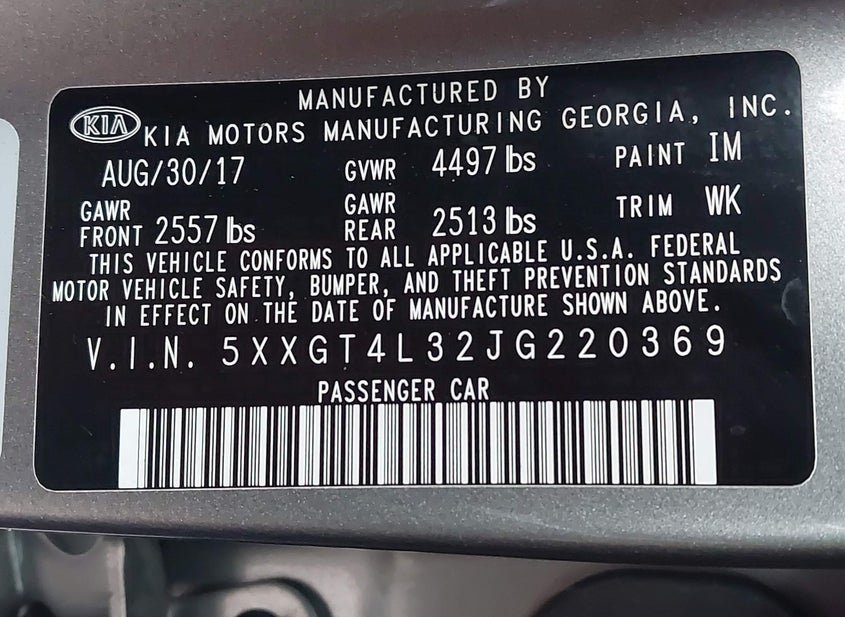 MANUFACTURED BY
KIA KIA MOTORS MANUFACTURING GEORGIA, INC.
AUG/30/17 GVWR 4497 lbs PAINT IM
GAWR FRONT 2557 lbs GAWR REAR 2513 lbs TRIM WK
THIS VEHICLE CONFORMS TO ALL APPLICABLE U.S.A. FEDERAL
MOTOR VEHICLE SAFETY, BUMPER, AND THEFT PREVENTION STANDARDS
IN EFFECT ON THE DATE OF MANUFACTURE SHOWN ABOVE.
V.I.N. 5XXGT4L32JG220369
PASSENGER CAR